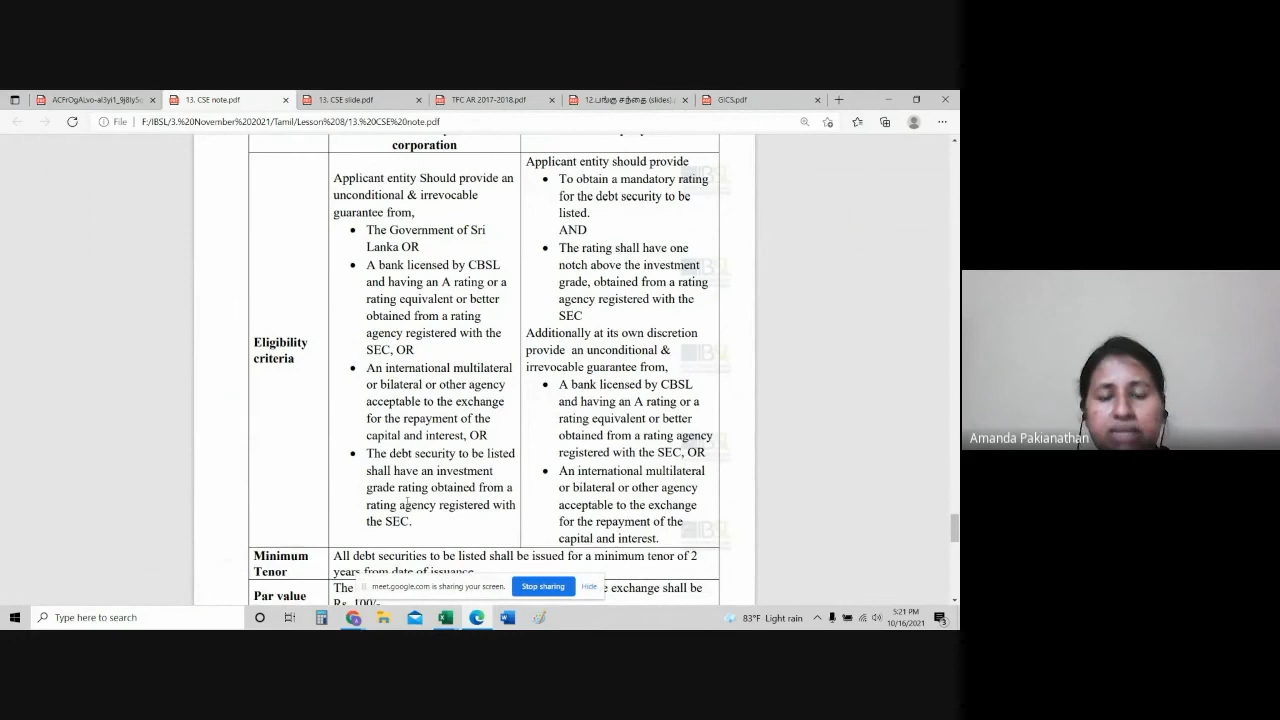 ACFrOgALvo-al3yi1_9j8ly5
13. CSE note.pdf
13. CSE slide.pdf
TFC AR 2017-2018.pdf
12.பங்கு சந்தை (slides).p
GICS.pdf
File
F:/IBSL/3.%20November%202021/Tamil/Lesson%208/13.%20CSE%20note.pdf
corporation
Eligibility
criteria
Applicant entity Should provide an
unconditional & irrevocable
guarantee from,
• The Government of Sri
Lanka OR
• A bank licensed by CBSL
and having an A rating or a
rating equivalent or better
obtained from a rating
agency registered with the
SEC, OR
• An international multilateral
or bilateral or other agency
acceptable to the exchange
for the repayment of the
capital and interest, OR
• The debt security to be listed
shall have an investment
grade rating obtained from a
rating agency registered with
the SEC.
Applicant entity should provide
• To obtain a mandatory rating
for the debt security to be
listed.
AND
• The rating shall have one
notch above the investment
grade, obtained from a rating
agency registered with the
SEC
Additionally at its own discretion
provide an unconditional &
irrevocable guarantee from,
• A bank licensed by CBSL
and having an A rating or a
rating equivalent or better
obtained from a rating agency
registered with the SEC, OR
• An international multilateral
or bilateral or other agency
acceptable to the exchange
for the repayment of the
capital and interest.
Minimum
Tenor
All debt securities to be listed shall be issued for a minimum tenor of 2
years from date of issuance
Par value
The
e exchange shall be
Rs. 100/-
IBSL
IBSL
IBSL
IBSL
meet.google.com is sharing your screen.
Stop sharing
Hide
Amanda Pakianathan
Type here to search
83°F Light rain
5:21 PM
10/16/2021
3